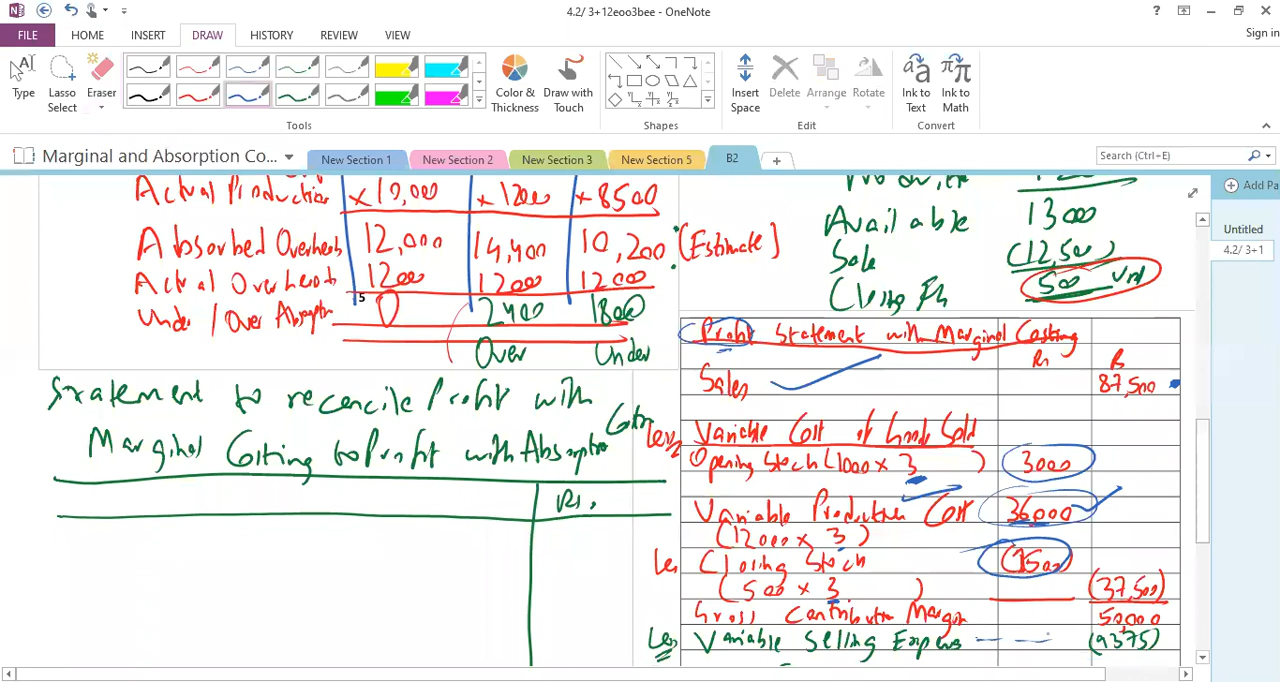 4.2/ 3+12eoo3bee - OneNote
Sign in
FILE HOME INSERT DRAW HISTORY REVIEW VIEW
Type Lasso Select Eraser
Color & Thickness Draw with Touch
Insert Space Delete Arrange Rotate
Ink to Text Ink to Math
Tools Shapes Edit Convert
Marginal and Absorption Co... New Section 1 New Section 2 New Section 3 New Section 5 B2
Search (Ctrl+E)
Add Pa
Untitled
4.2/ 3+1
Actual Production ×10,000 ×12000 ×8500
Absorbed Overheads 12,000 14,400 10,200 (Estimate)
Actual Overheads 12000 12000 12000
Under / Over Absorption 0 2400 1800
Over Under
Statement to reconcile Profit with
Marginal Costing to Profit with Absorption Costing
Rs.
Available 13000
Sale (12,500)
Closing 500 unit
Profit Statement with Marginal Costing
Rs Rs
Sales 87,500
Less Variable Cost of Goods Sold
Opening Stock (1000 × 3 ) 3000
Variable Production Cost 36000
(12000 × 3 )
Less Closing Stock (1500)
( 500 × 3 ) (37,500)
Gross Contribution Margin 50,000
Less Variable Selling Expenses (9375)